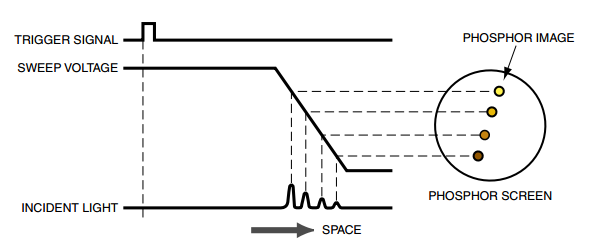 TRIGGER SIGNAL
PHOSPHOR IMAGE
SWEEP VOLTAGE
PHOSPHOR SCREEN
INCIDENT LIGHT
SPACE